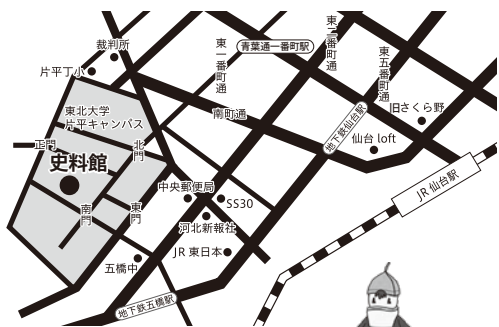 裁判所
片平丁小
東一番町通
青葉通一番町駅
東二番町通
東五番町通
旧さくら野
東北大学
片平キャンパス
南町通
地下鉄仙台駅
仙台 loft
正門
北門
史料館
JR 仙台駅
中央郵便局
SS30
南門
東門
河北新報社
JR 東日本
五橋中
地下鉄五橋駅